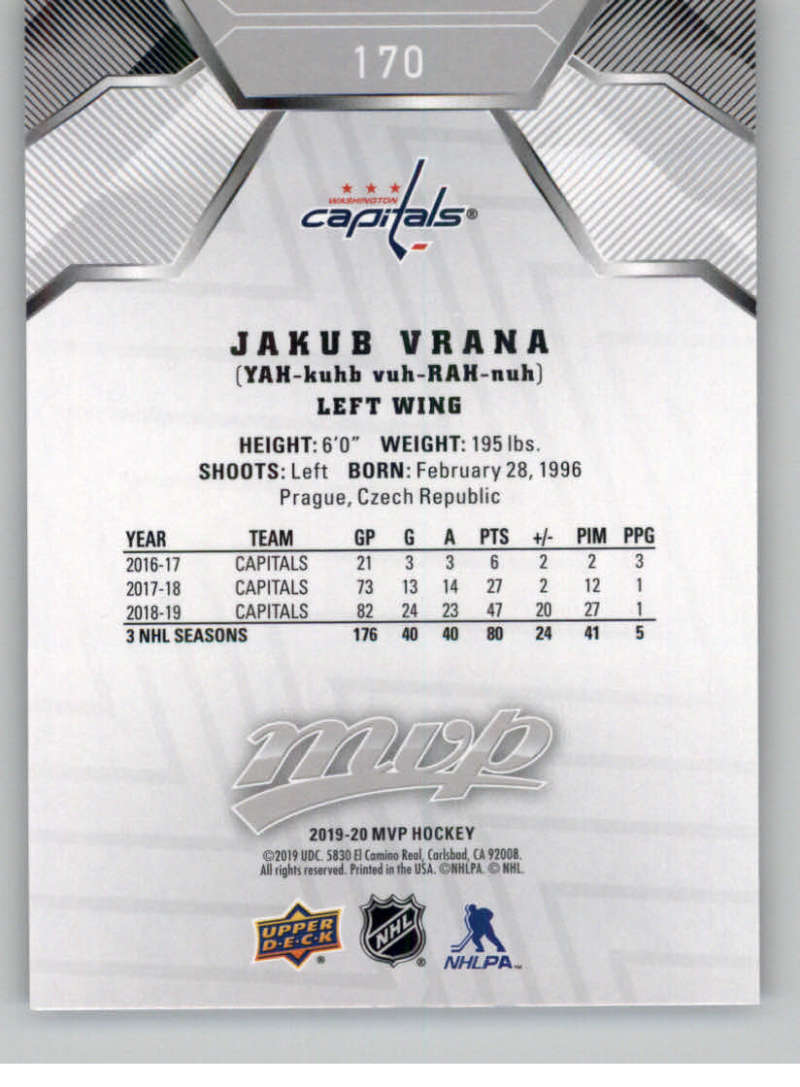 170
WASHINGTON
capitals®
JAKUB VRANA
(YAH-kuhb vuh-RAH-nuh)
LEFT WING
HEIGHT: 6'0" WEIGHT: 195 lbs.
SHOOTS: Left BORN: February 28, 1996
Prague, Czech Republic
YEAR TEAM GP G A PTS +/- PIM PPG
2016-17 CAPITALS 21 3 3 6 2 2 3
2017-18 CAPITALS 73 13 14 27 2 12 1
2018-19 CAPITALS 82 24 23 47 20 27 1
3 NHL SEASONS 176 40 40 80 24 41 5
mvp
2019-20 MVP HOCKEY
©2019 UDC. 5830 El Camino Real, Carlsbad, CA 92008.
All rights reserved. Printed in the USA. ©NHLPA. © NHL.
UPPER
D·E·C·K®
NHL®
NHLPA™